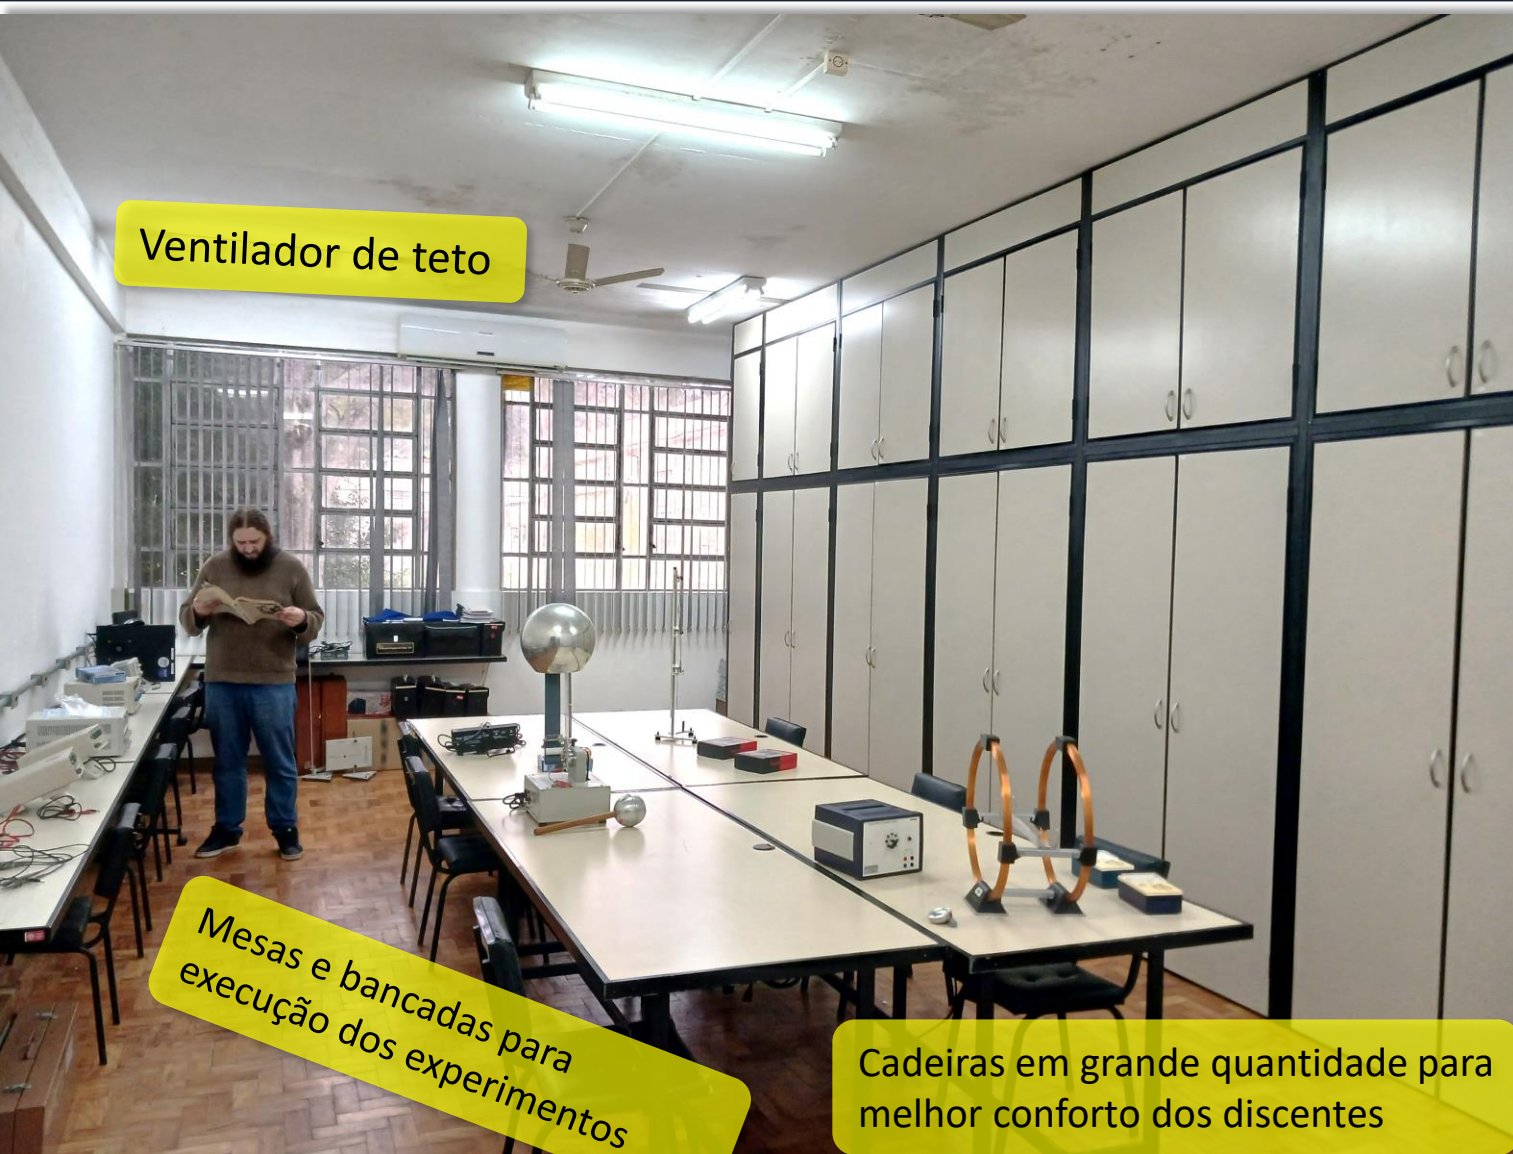 Ventilador de teto
Mesas e bancadas para
execução dos experimentos
Cadeiras em grande quantidade para
melhor conforto dos discentes